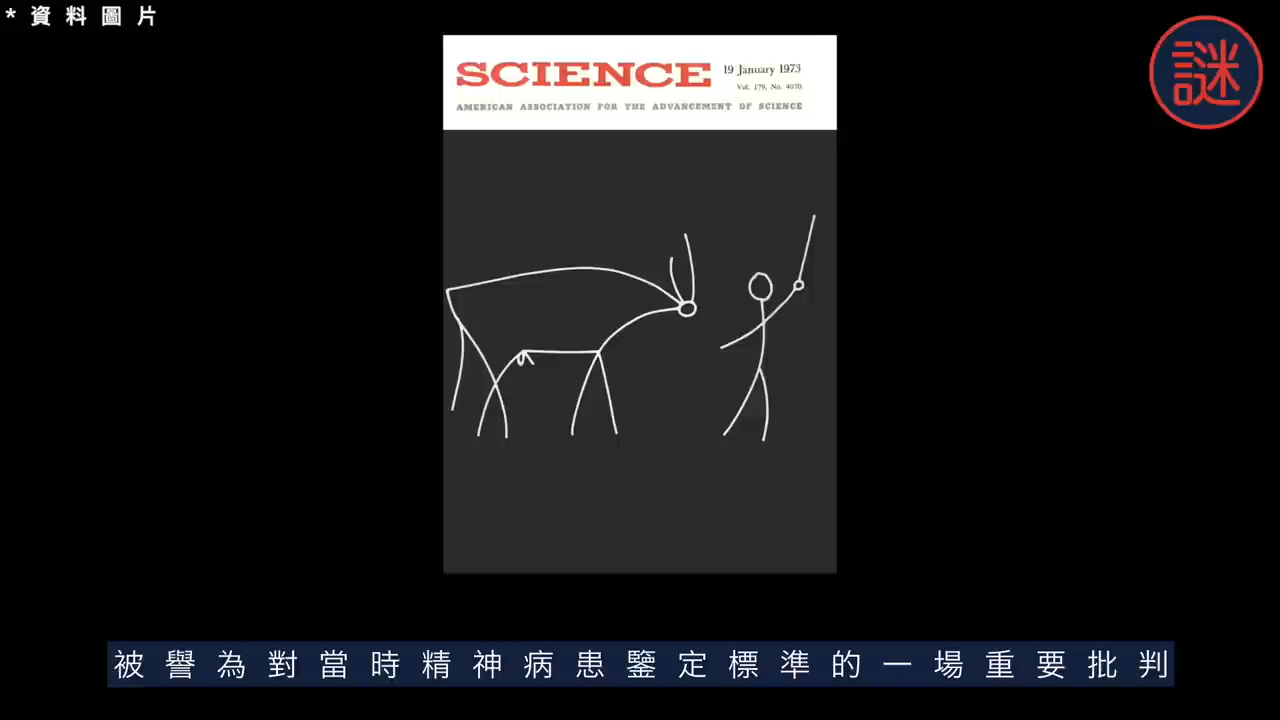 * 資料圖片
謎
SCIENCE
19 January 1973
Vol. 179, No. 4070
AMERICAN ASSOCIATION FOR THE ADVANCEMENT OF SCIENCE
被譽為對當時精神病患鑒定標準的一場重要批判